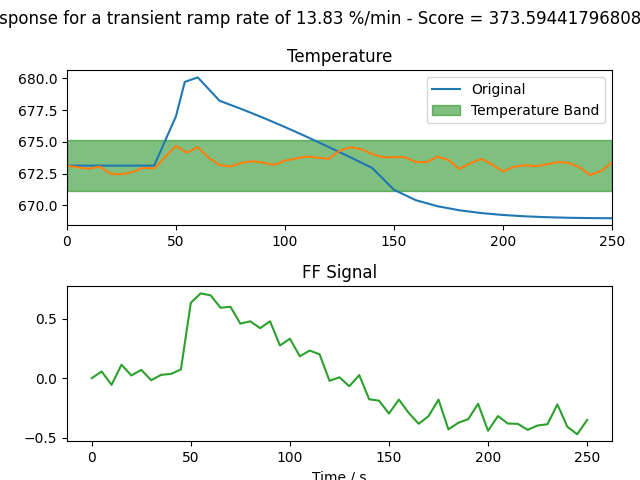 sponse for a transient ramp rate of 13.83 %/min - Score = 373.59441796808
Temperature
680.0
677.5
675.0
672.5
670.0
Original
Temperature Band
0 50 100 150 200 250
FF Signal
0.5
0.0
−0.5
0 50 100 150 200 250
Time / s